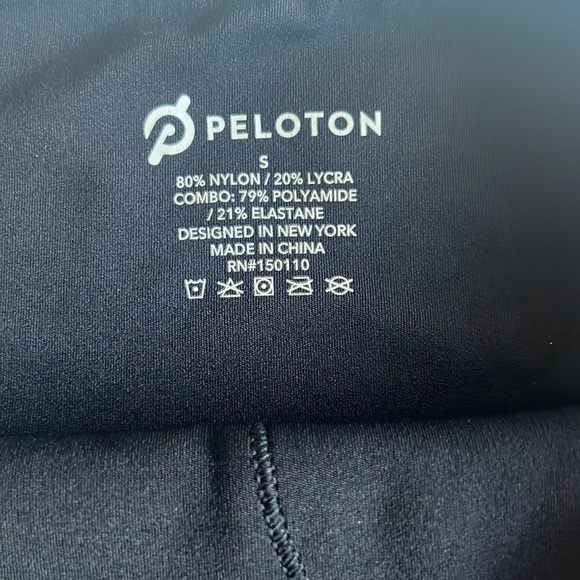 PELOTON
S
80% NYLON / 20% LYCRA
COMBO: 79% POLYAMIDE
/ 21% ELASTANE
DESIGNED IN NEW YORK
MADE IN CHINA
RN#150110